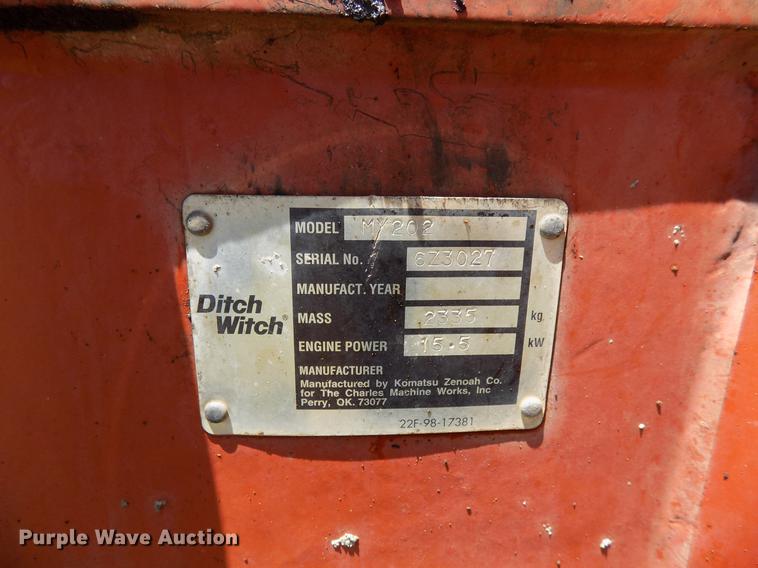 MODEL MX202
SERIAL No. 6Z3027
MANUFACT. YEAR
MASS 2335 kg
Ditch
Witch®
ENGINE POWER 15.5 kW
MANUFACTURER
Manufactured by Komatsu Zenoah Co.
for The Charles Machine Works, Inc
Perry, OK. 73077
22F-98-17381
Purple Wave Auction